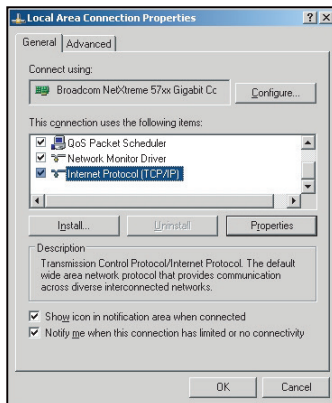 Local Area Connection Properties
General Advanced
Connect using:
Broadcom NetXtreme 57xx Gigabit Cc
Configure...
This connection uses the following items:
QoS Packet Scheduler
Network Monitor Driver
Internet Protocol (TCP/IP)
Install... Uninstall Properties
Description
Transmission Control Protocol/Internet Protocol. The default
wide area network protocol that provides communication
across diverse interconnected networks.
Show icon in notification area when connected
Notify me when this connection has limited or no connectivity
OK Cancel